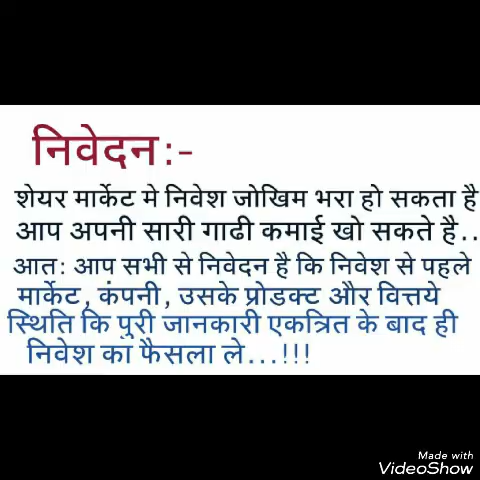 निवेदन:-
शेयर मार्केट मे निवेश जोखिम भरा हो सकता है
आप अपनी सारी गाढी कमाई खो सकते है..
आतः आप सभी से निवेदन है कि निवेश से पहले
मार्केट, कंपनी, उसके प्रोडक्ट और वित्तये
स्थिति कि पुरी जानकारी एकत्रित के बाद ही
निवेश का फैसला ले...!!!
Made with
VideoShow